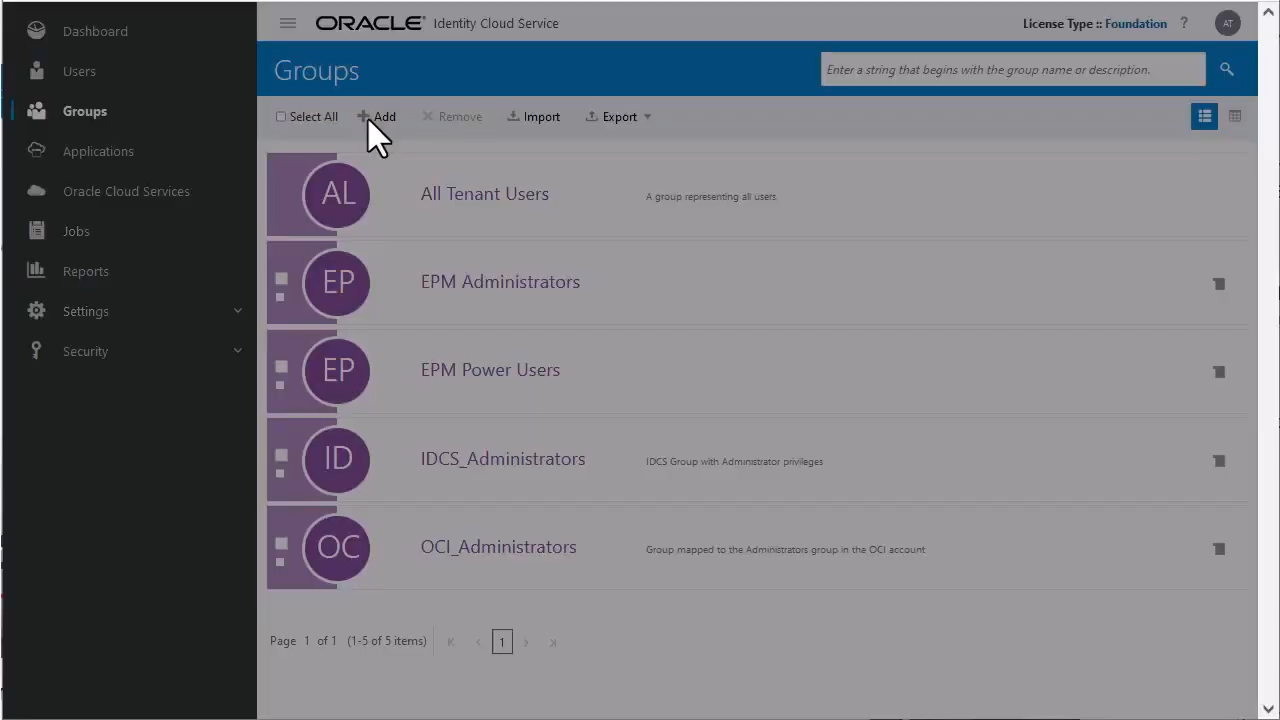 Dashboard
Users
Groups
Applications
Oracle Cloud Services
Jobs
Reports
Settings
Security
ORACLE® Identity Cloud Service
License Type :: Foundation ?
AT
Groups
Enter a string that begins with the group name or description.
Select All
Add
Remove
Import
Export
AL
All Tenant Users
A group representing all users.
EP
EPM Administrators
EP
EPM Power Users
ID
IDCS_Administrators
IDCS Group with Administrator privileges
OC
OCI_Administrators
Group mapped to the Administrators group in the OCI account
Page 1 of 1 (1-5 of 5 items) 1